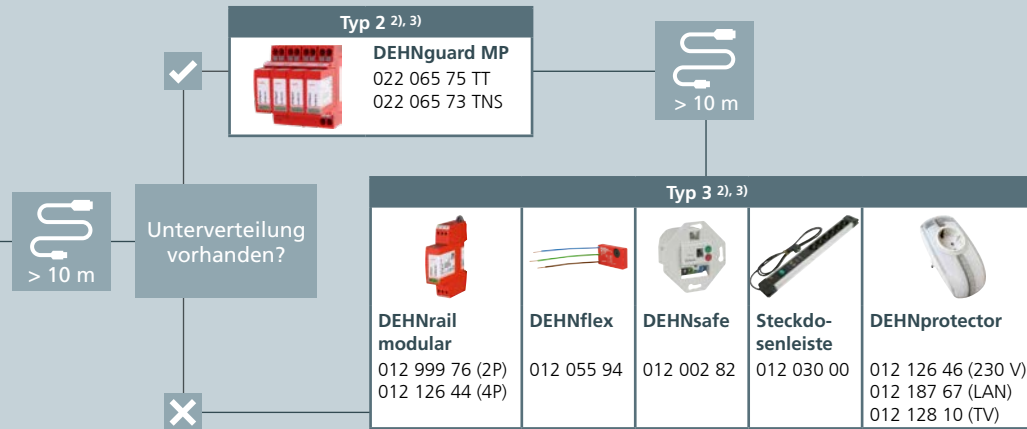 Typ 2 2), 3)
DEHNguard MP
022 065 75 TT
022 065 73 TNS
> 10 m
> 10 m
Unterverteilung
vorhanden?
Typ 3 2), 3)
DEHNrail
modular
012 999 76 (2P)
012 126 44 (4P)
DEHNflex
012 055 94
DEHNsafe
012 002 82
Steckdo-
senleiste
012 030 00
DEHNprotector
012 126 46 (230 V)
012 187 67 (LAN)
012 128 10 (TV)